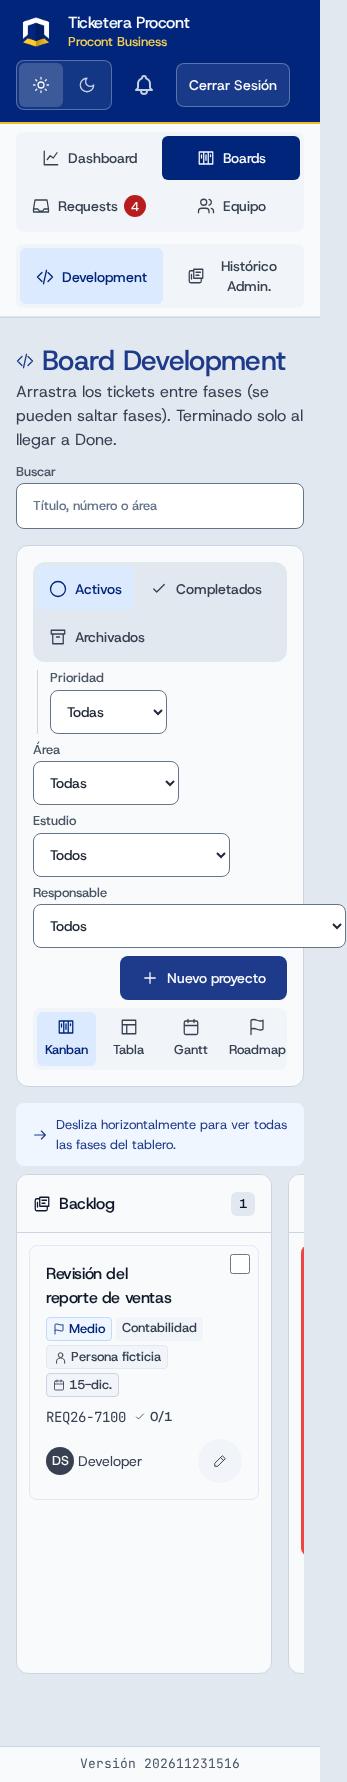 Ticketera Procont
Procont Business
Cerrar Sesión
Dashboard
Boards
Requests 4
Equipo
Development
Histórico
Admin.
Board Development
Arrastra los tickets entre fases (se
pueden saltar fases). Terminado solo al
llegar a Done.
Buscar
Título, número o área
Activos
Completados
Archivados
Prioridad
Todas
Área
Todas
Estudio
Todos
Responsable
Todos
Nuevo proyecto
Kanban Tabla Gantt Roadmap
Desliza horizontalmente para ver todas
las fases del tablero.
Backlog 1
Revisión del
reporte de ventas
Medio Contabilidad
Persona ficticia
15-dic.
REQ26-7100 0/1
DS Developer
Versión 202611231516